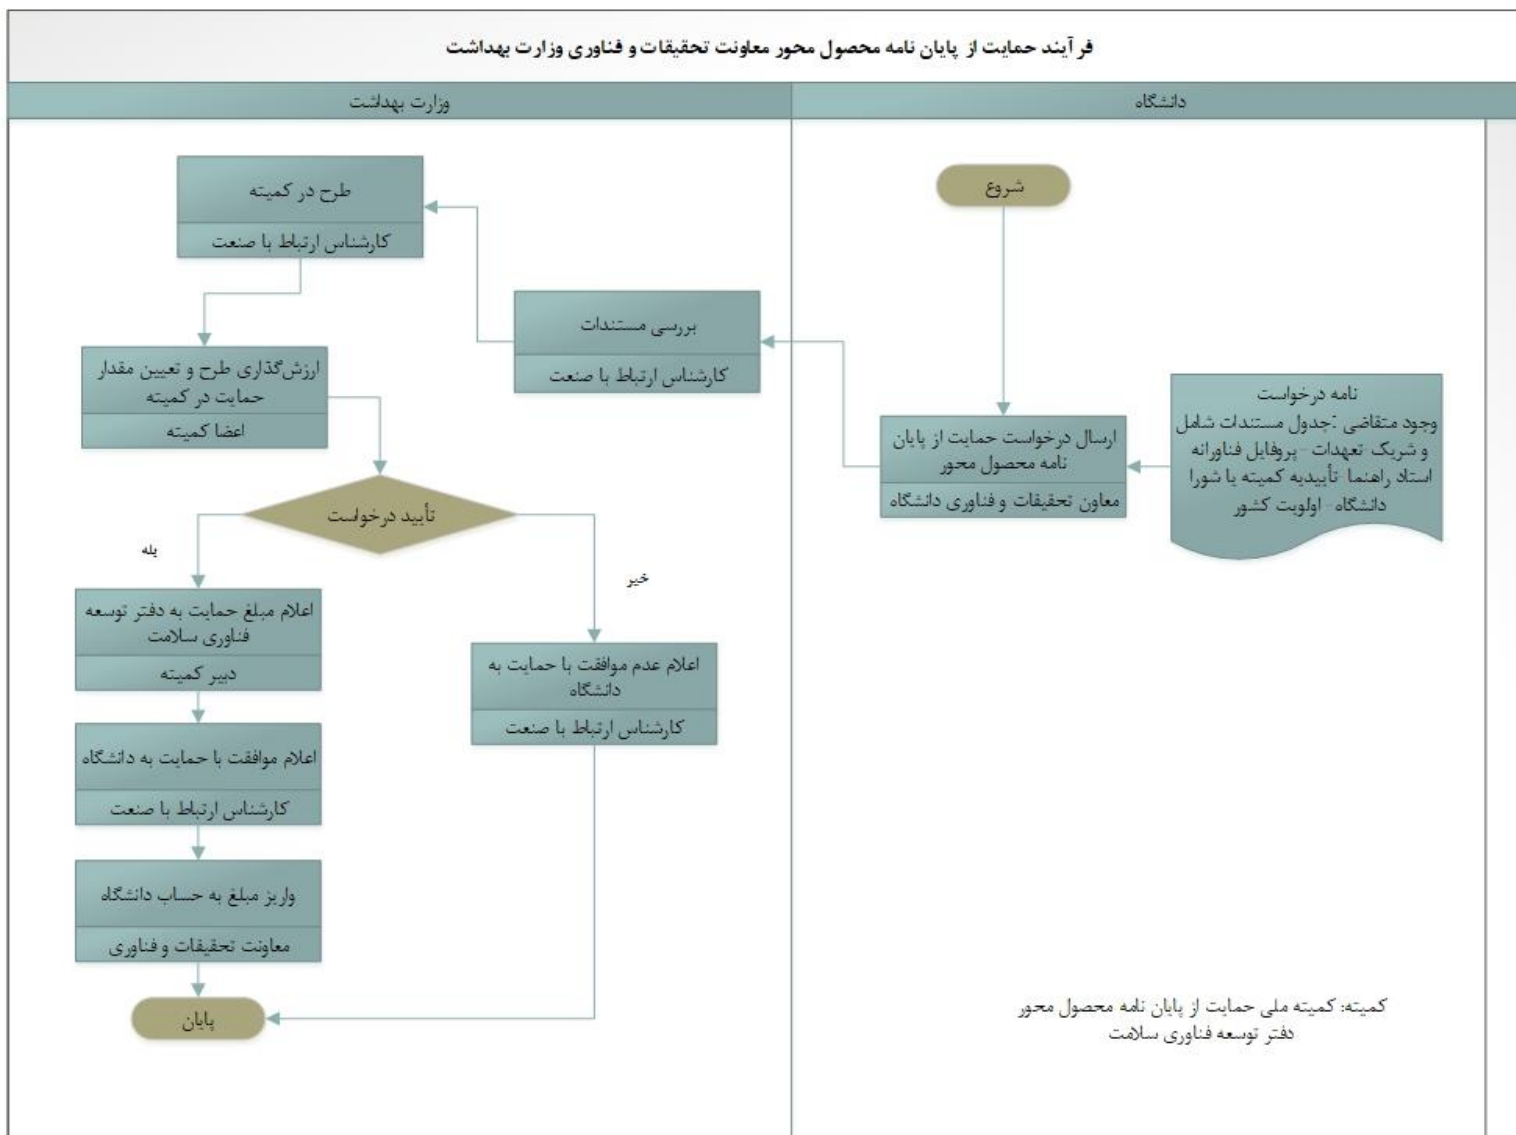 فرآیند حمایت از پایان نامه محصول محور معاونت تحقیقات و فناوری وزارت بهداشت
دانشگاه
وزارت بهداشت
شروع
نامه درخواست
وجود متقاضی :جدول مستندات شامل
و شریک-تعهدات -پروفایل فناورانه
استاد راهنما-تأییدیه کمیته یا شورا
دانشگاه- اولویت کشور
ارسال درخواست حمایت از پایان
نامه محصول محور
معاون تحقیقات و فناوری دانشگاه
بررسی مستندات
کارشناس ارتباط با صنعت
طرح در کمیته
کارشناس ارتباط با صنعت
ارزش‌گذاری طرح و تعیین مقدار
حمایت در کمیته
اعضا کمیته
تأیید درخواست
بله
خیر
اعلام مبلغ حمایت به دفتر توسعه
فناوری سلامت
دبیر کمیته
اعلام عدم موافقت با حمایت به
دانشگاه
کارشناس ارتباط با صنعت
اعلام موافقت با حمایت به دانشگاه
کارشناس ارتباط با صنعت
واریز مبلغ به حساب دانشگاه
معاونت تحقیقات و فناوری
پایان
کمیته: کمیته ملی حمایت از پایان نامه محصول محور
دفتر توسعه فناوری سلامت